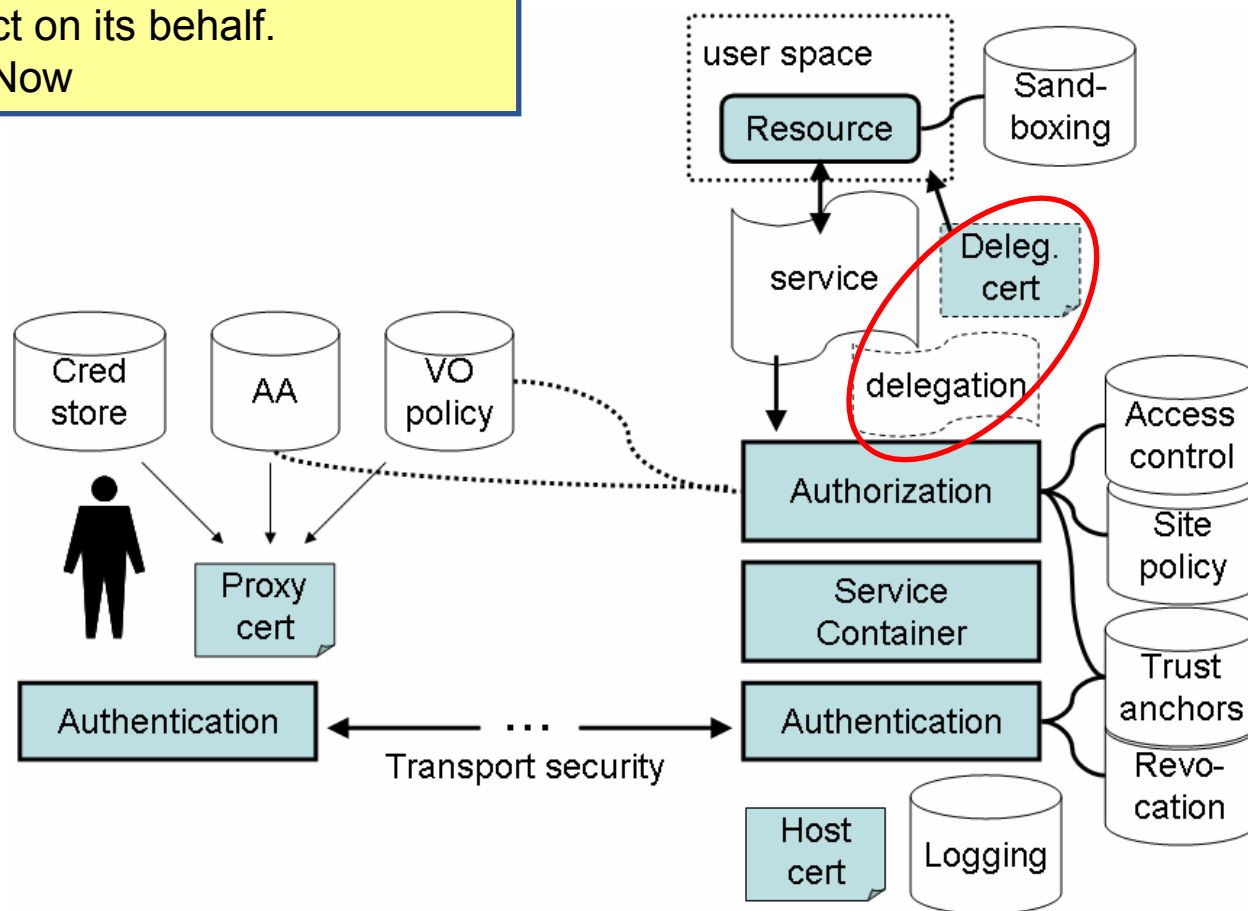 ct on its behalf.
Now
user space
Resource
Sand-
boxing
Deleg.
cert
service
delegation
Cred
store
AA
VO
policy
Access
control
Authorization
Site
policy
Proxy
cert
Service
Container
Trust
anchors
Authentication
...
Authentication
Transport security
Revo-
cation
Host
cert
Logging